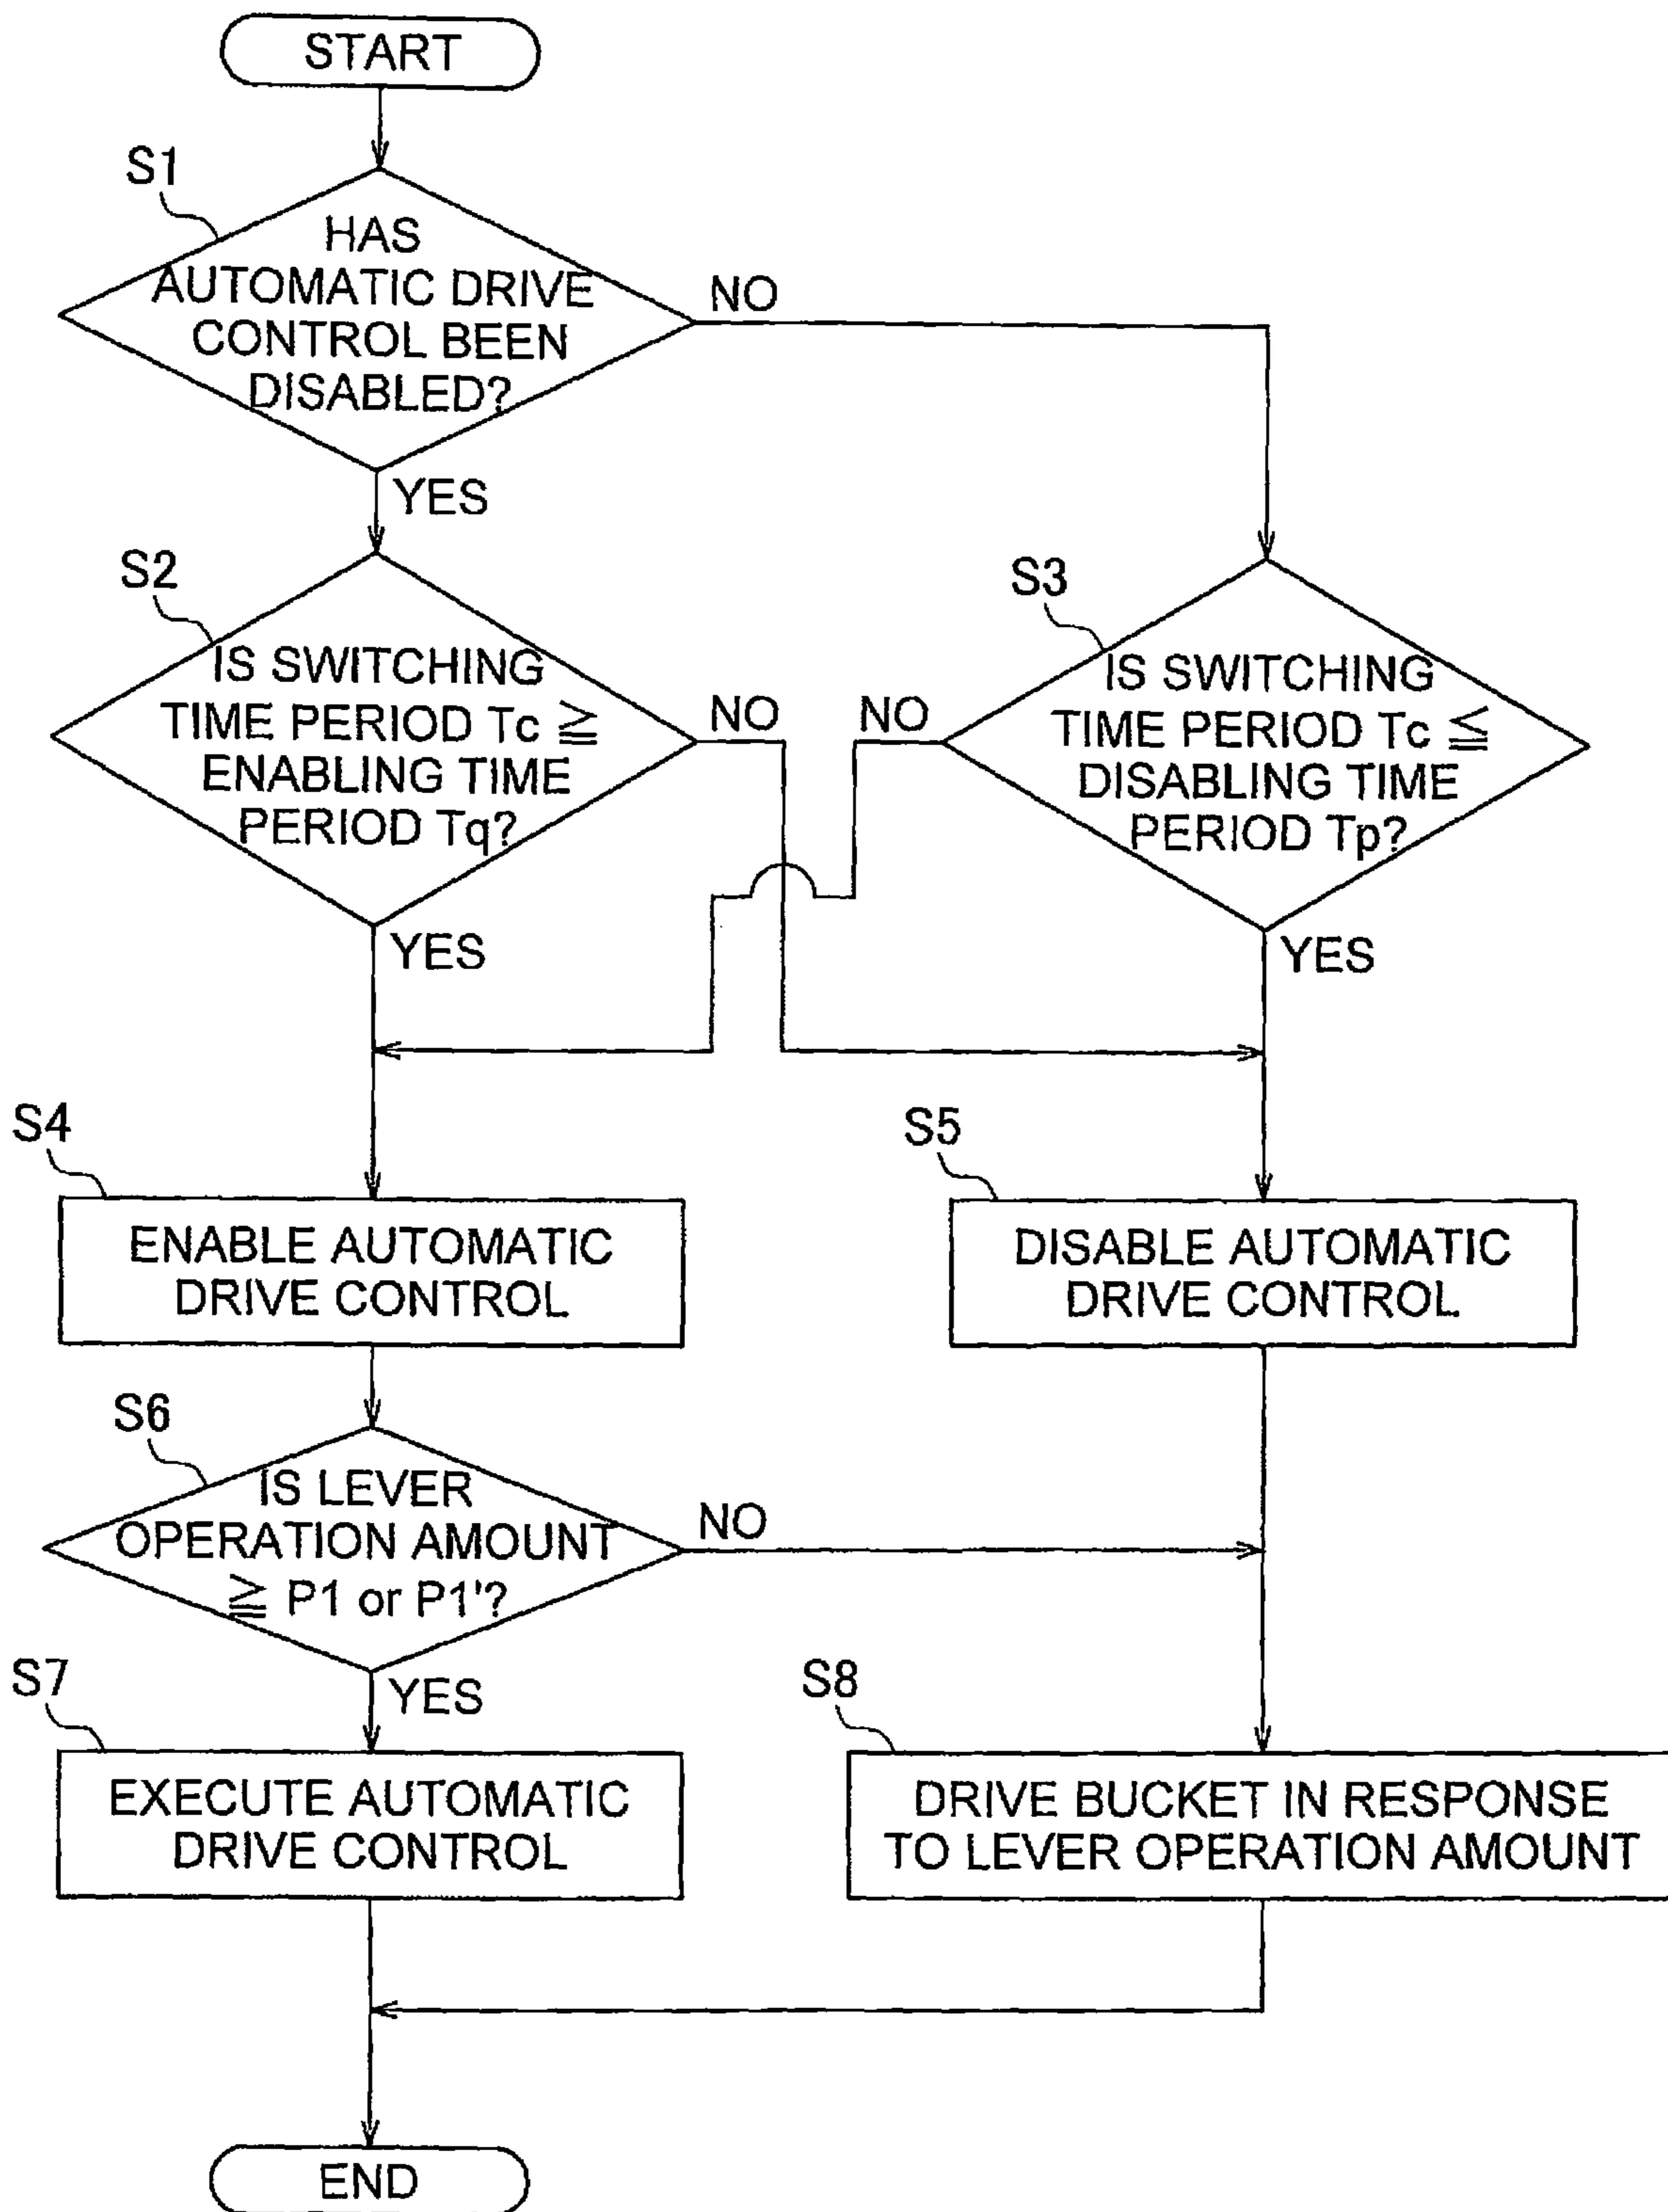 START
S1
HAS
AUTOMATIC DRIVE
CONTROL BEEN
DISABLED?
NO
YES
S2
IS SWITCHING
TIME PERIOD Tc ≧
ENABLING TIME
PERIOD Tq?
NO
YES
S3
IS SWITCHING
TIME PERIOD Tc ≦
DISABLING TIME
PERIOD Tp?
NO
YES
S4
ENABLE AUTOMATIC
DRIVE CONTROL
S5
DISABLE AUTOMATIC
DRIVE CONTROL
S6
IS LEVER
OPERATION AMOUNT
≧ P1 or P1'?
NO
YES
S7
EXECUTE AUTOMATIC
DRIVE CONTROL
S8
DRIVE BUCKET IN RESPONSE
TO LEVER OPERATION AMOUNT
END